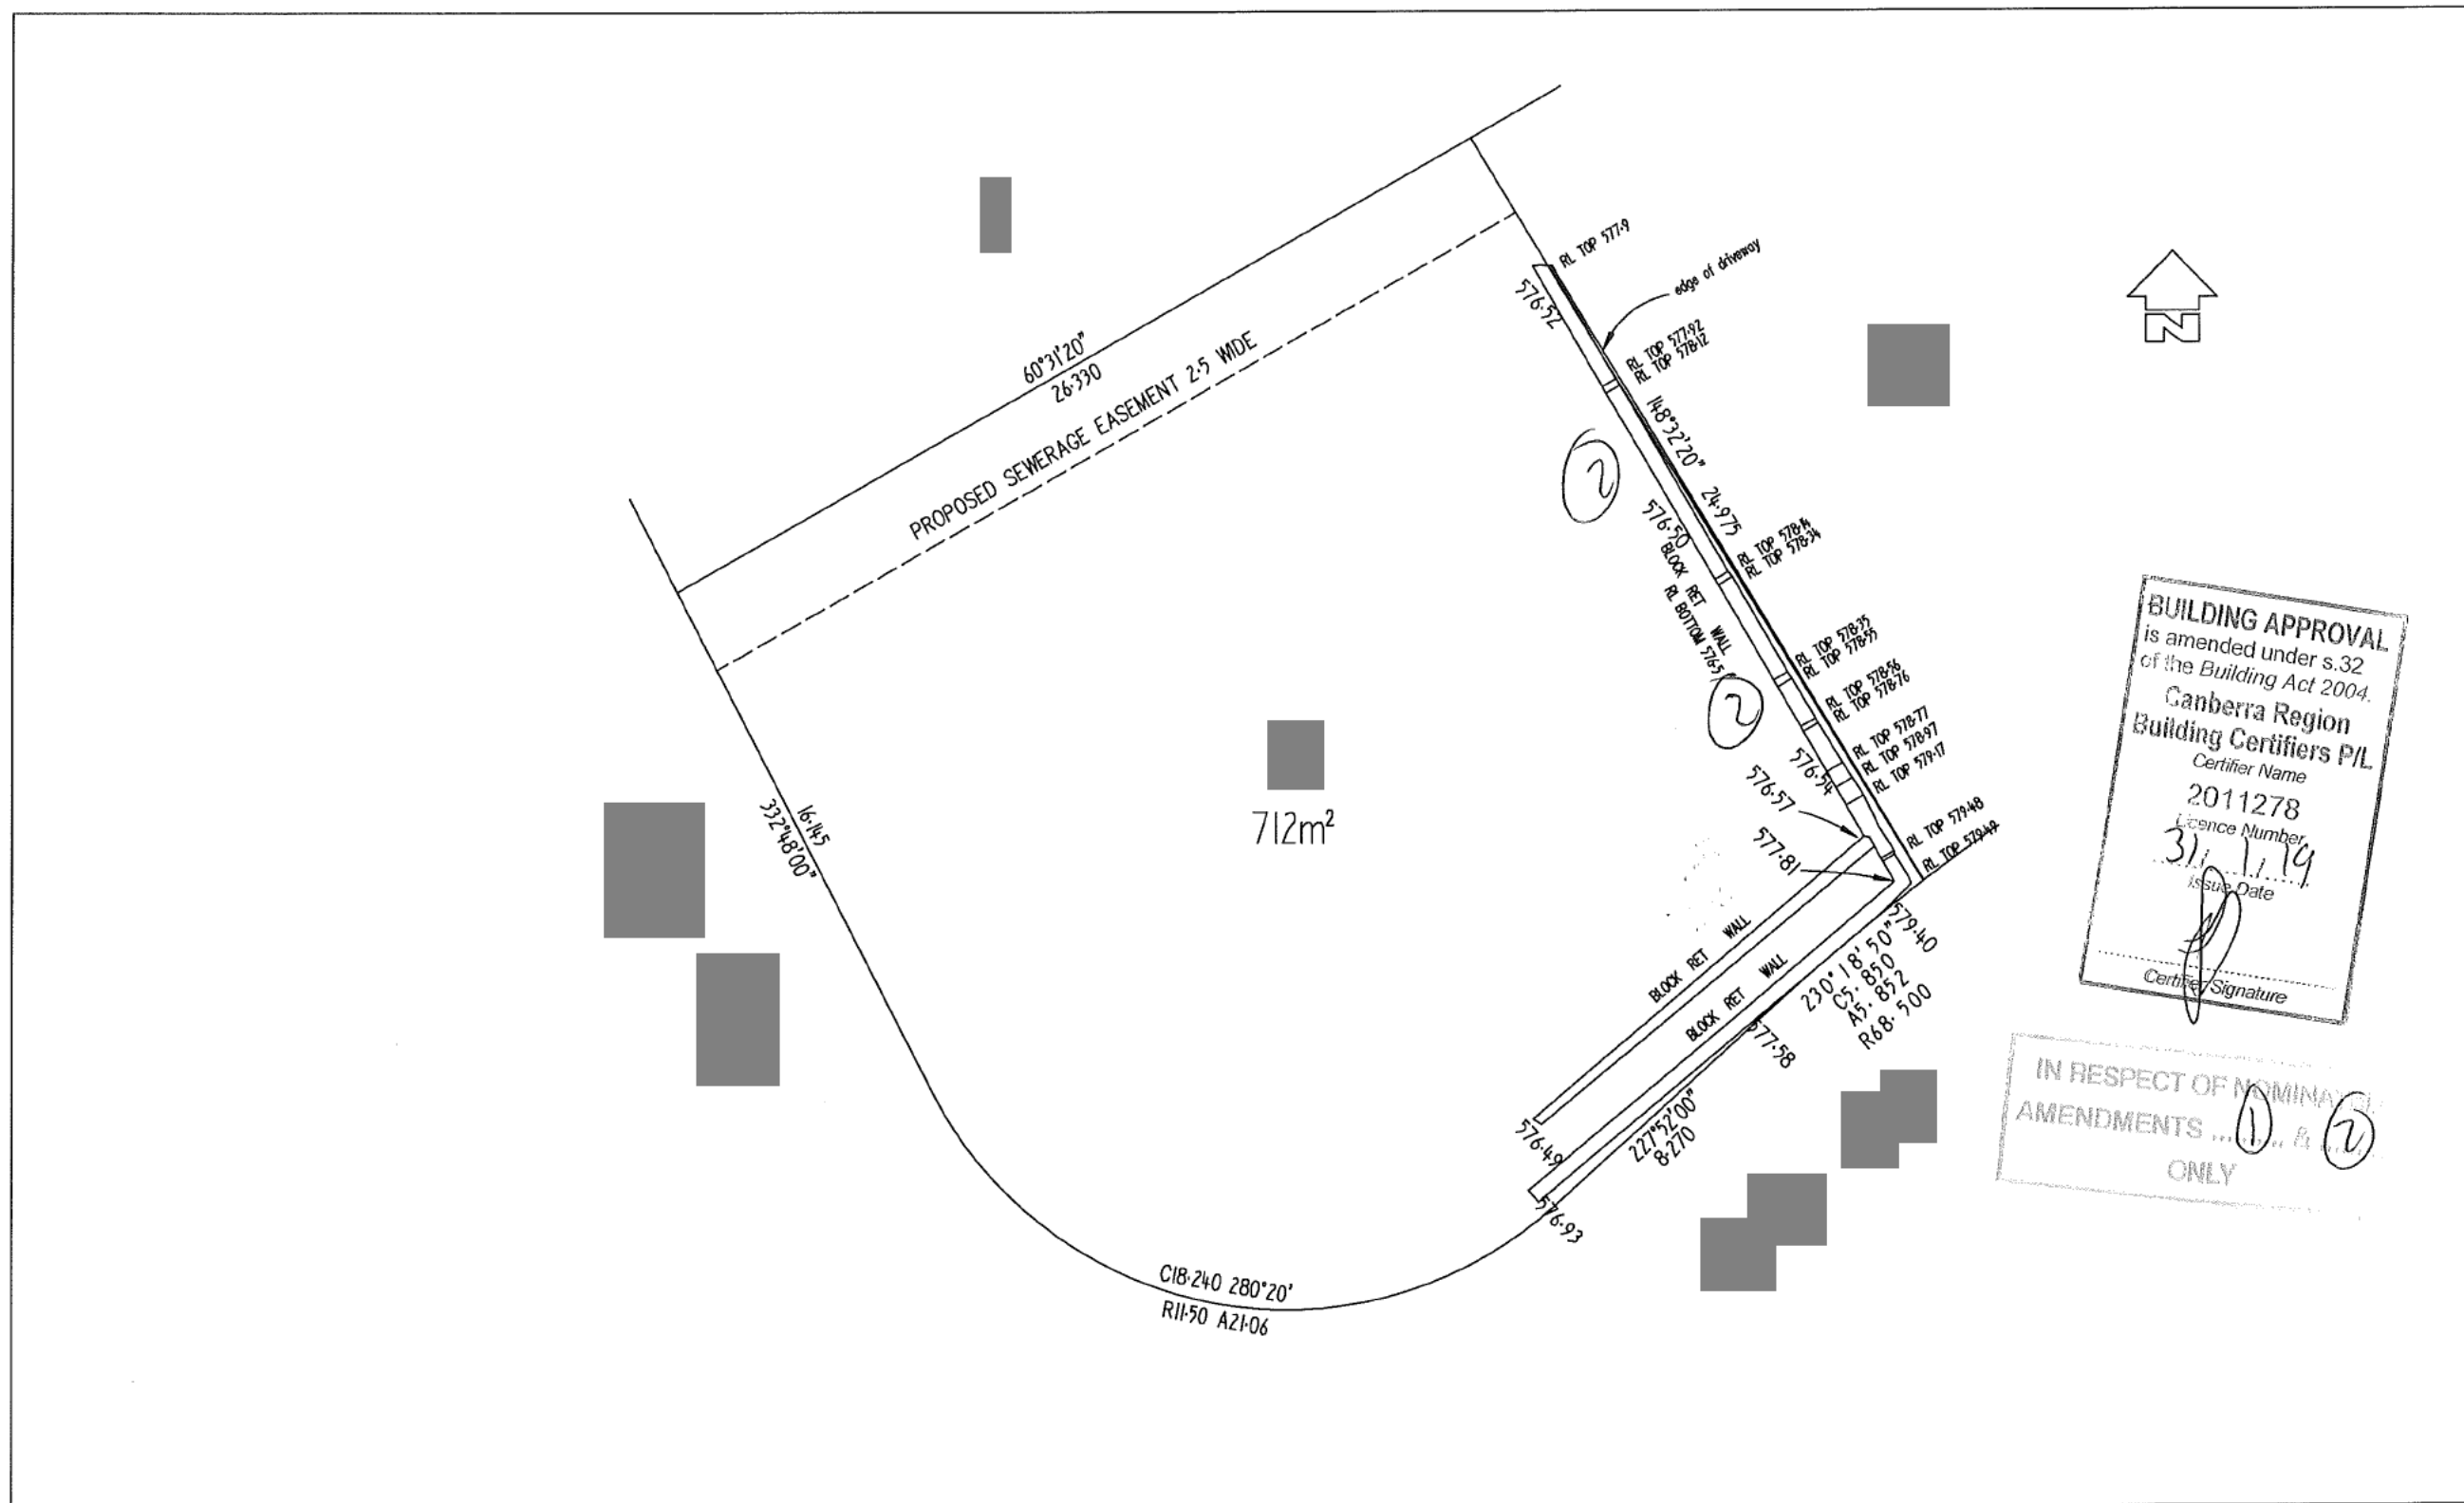 60°31'20"
26·330
PROPOSED SEWERAGE EASEMENT 2·5 WIDE
RL TOP 577·9
576·52
edge of driveway
RL TOP 577·92
RL TOP 578·12
148°32'20" 24·975
2
576·50
BLOCK RET WALL
RL BOTTOM 576·5
RL TOP 578·14
RL TOP 578·34
RL TOP 578·35
RL TOP 578·55
RL TOP 578·56
RL TOP 578·76
2
RL TOP 578·77
RL TOP 578·97
RL TOP 579·17
576·54
576·57
577·81
RL TOP 579·48
RL TOP 579·49
712m²
16·145
332°48'00"
BLOCK RET WALL
BLOCK RET WALL
579·40
230°18'50"
C5·850
A5·852
R68·500
577·58
227°52'00"
8·270
576·49
576·93
C18·240 280°20'
R11·50 A21·06
N
BUILDING APPROVAL
is amended under s.32
of the Building Act 2004.
Canberra Region
Building Certifiers P/L
Certifier Name
2011278
Licence Number
31, 1, 19
Issue Date
Certifier Signature
IN RESPECT OF
AMENDMENTS ... 1 ... & 2
ONLY